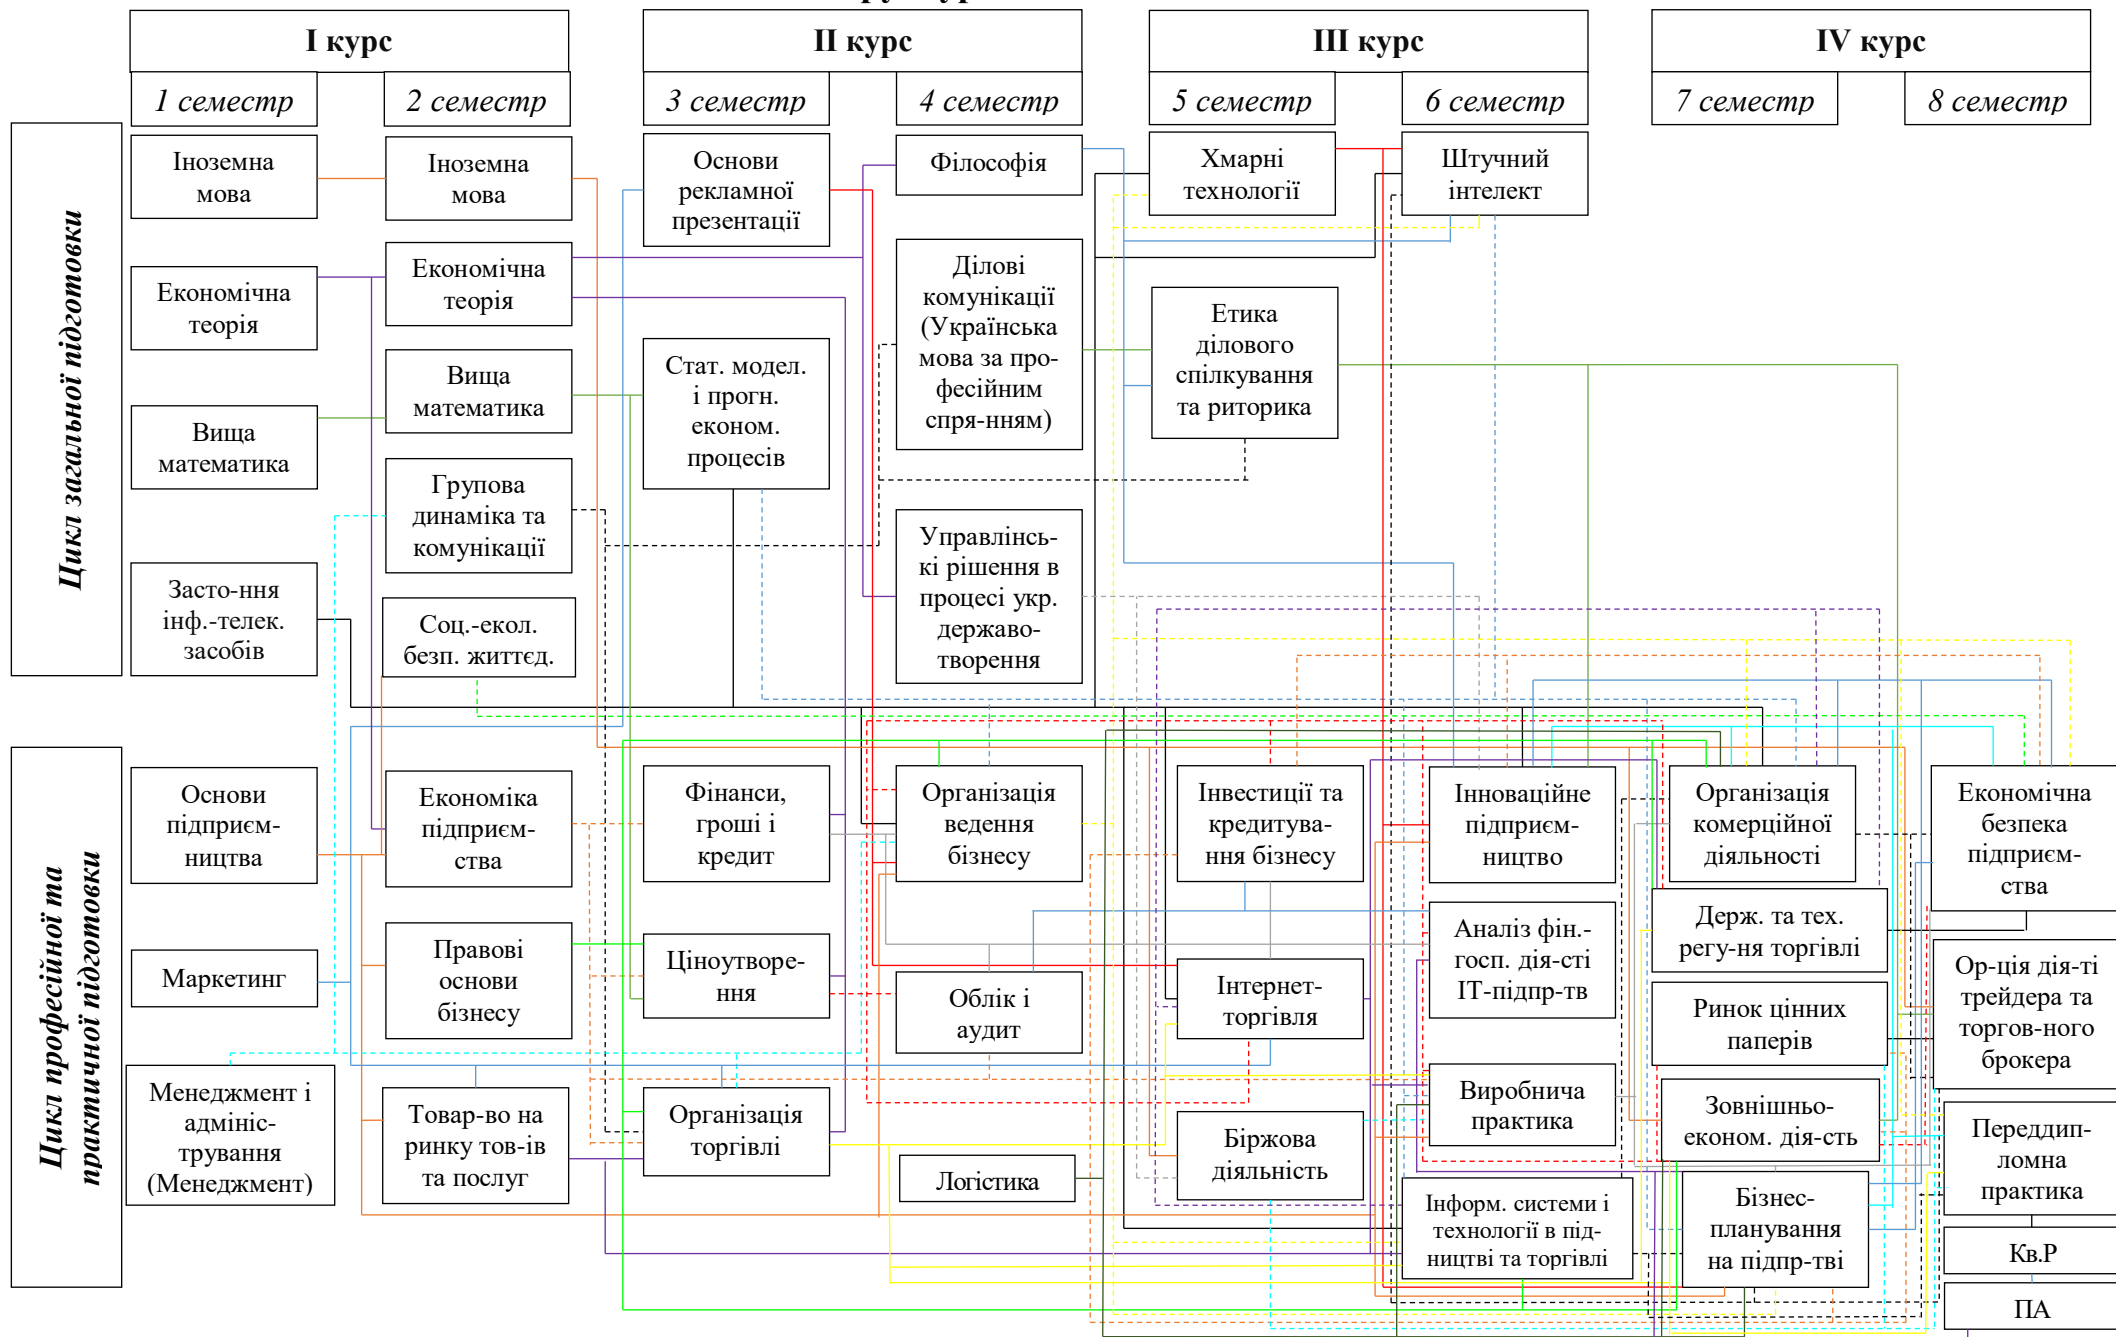 I курс
II курс
III курс
IV курс
1 семестр
2 семестр
3 семестр
4 семестр
5 семестр
6 семестр
7 семестр
8 семестр
Цикл загальної підготовки
Іноземна
мова
Економічна
теорія
Вища
математика
Засто-ння
інф.-телек.
засобів
Іноземна
мова
Економічна
теорія
Вища
математика
Групова
динаміка та
комунікації
Соц.-екол.
безп. життєд.
Основи
рекламної
презентації
Стат. модел.
і прогн.
економ.
процесів
Філософія
Ділові
комунікації
(Українська
мова за про-
фесійним
спря-нням)
Управлінсь-
кі рішення в
процесі укр.
державо-
творення
Хмарні
технології
Етика
ділового
спілкування
та риторика
Штучний
інтелект
Цикл професійної та
практичної підготовки
Основи
підприєм-
ництва
Маркетинг
Менеджмент і
адмініс-
трування
(Менеджмент)
Економіка
підприєм-
ства
Правові
основи
бізнесу
Товар-во на
ринку тов-ів
та послуг
Фінанси,
гроші і
кредит
Ціноутворе-
ння
Організація
торгівлі
Організація
ведення
бізнесу
Облік і
аудит
Логістика
Інвестиції та
кредитува-
ння бізнесу
Інтернет-
торгівля
Біржова
діяльність
Інноваційне
підприєм-
ництво
Аналіз фін.-
госп. дія-сті
ІТ-підпр-тв
Виробнича
практика
Інформ. системи і
технології в під-
ництві та торгівлі
Організація
комерційної
діяльності
Держ. та тех.
регу-ня торгівлі
Ринок цінних
паперів
Зовнішньо-
економ. дія-сть
Бізнес-
планування
на підпр-тві
Економічна
безпека
підприєм-
ства
Ор-ція дія-ті
трейдера та
торгов-ного
брокера
Переддип-
ломна
практика
Кв.Р
ПА